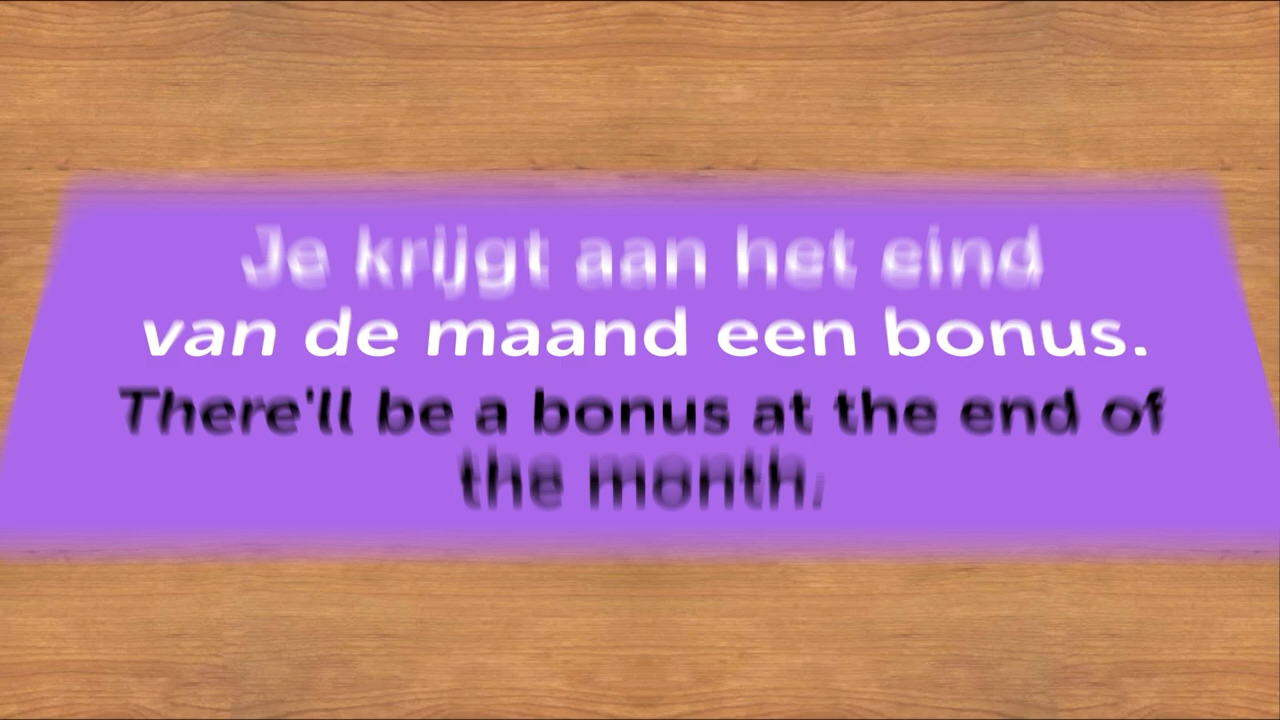 Je krijgt aan het eind
van de maand een bonus.
There'll be a bonus at the end of
the month.